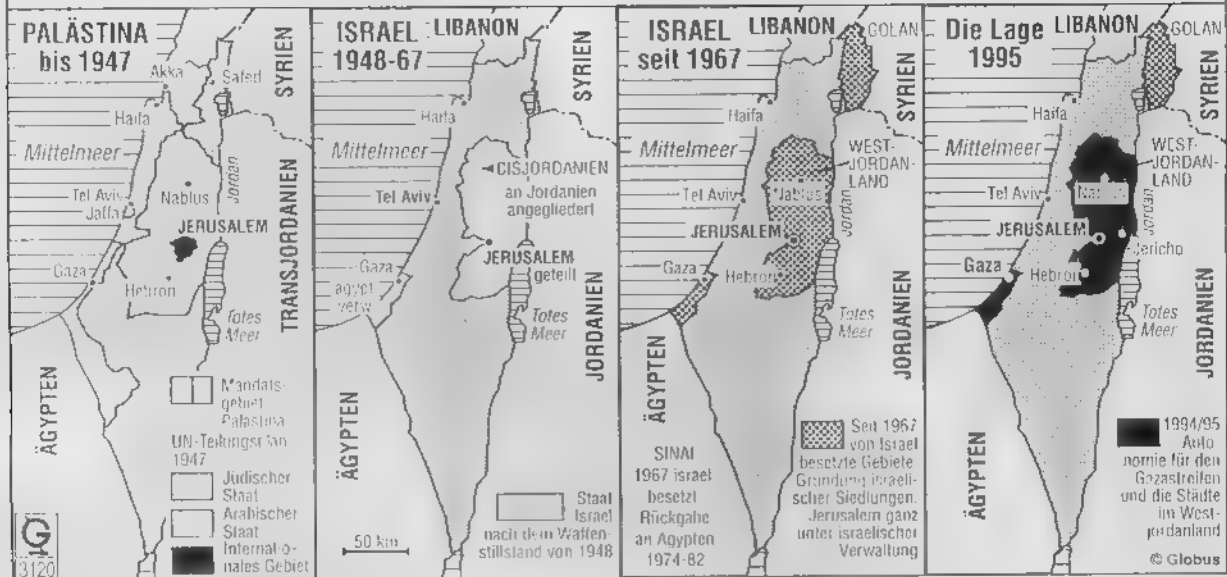 PALÄSTINA
bis 1947
Akka
Safed
SYRIEN
Haifa
Mittelmeer
Jordan
Nablus
Tel Aviv
Jaffa
JERUSALEM
Gaza
Hebron
TRANSJORDANIEN
Totes
Meer
ÄGYPTEN
Mandats-
gebiet
Palästina
UN-Teilungsplan
1947
Jüdischer
Staat
Arabischer
Staat
Internatio-
nales Gebiet
3120
ISRAEL
1948-67
LIBANON
SYRIEN
Haifa
Mittelmeer
CISJORDANIEN
an Jordanien
angegliedert
Tel Aviv
JERUSALEM
geteilt
Gaza
ägypt
verw
Totes
Meer
JORDANIEN
ÄGYPTEN
50 km
Staat
Israel
nach dem Waffen-
stillstand von 1948
ISRAEL
seit 1967
LIBANON
GOLAN
SYRIEN
Haifa
Mittelmeer
WEST-
JORDAN-
LAND
Nablus
Tel Aviv
Jordan
JERUSALEM
Gaza
Hebron
Totes
Meer
JORDANIEN
ÄGYPTEN
SINAI
1967 israel
besetzt
Rückgabe
an Ägypten
1974-82
Seit 1967
von Israel
besetzte Gebiete
Gründung israeli-
scher Siedlungen.
Jerusalem ganz
unter israelischer
Verwaltung
Die Lage
1995
LIBANON
GOLAN
SYRIEN
Haifa
Mittelmeer
WEST-
JORDAN-
LAND
Nablus
Tel Aviv
Jordan
JERUSALEM
Jericho
Gaza
Hebron
Totes
Meer
JORDANIEN
ÄGYPTEN
1994/95
Auto
nomie für den
Gazastreifen
und die Städte
im West-
jordanland
© Globus